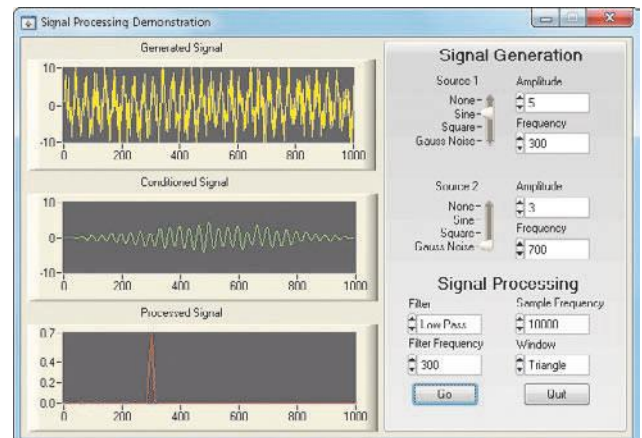 Signal Processing Demonstration
Generated Signal
10
0
-10
0 200 400 600 800 1000
Conditioned Signal
10
0
-10
0 200 400 600 800 1000
Processed Signal
0.7
0.4
0.2
0.0
0 200 400 600 800 1000
Signal Generation
Source 1
None
Sine
Square
Gauss Noise
Amplitude
5
Frequency
300
Source 2
None
Sine
Square
Gauss Noise
Amplitude
3
Frequency
700
Signal Processing
Filter
Low Pass
Sample Frequency
10000
Filter Frequency
300
Window
Triangle
Go
Quit